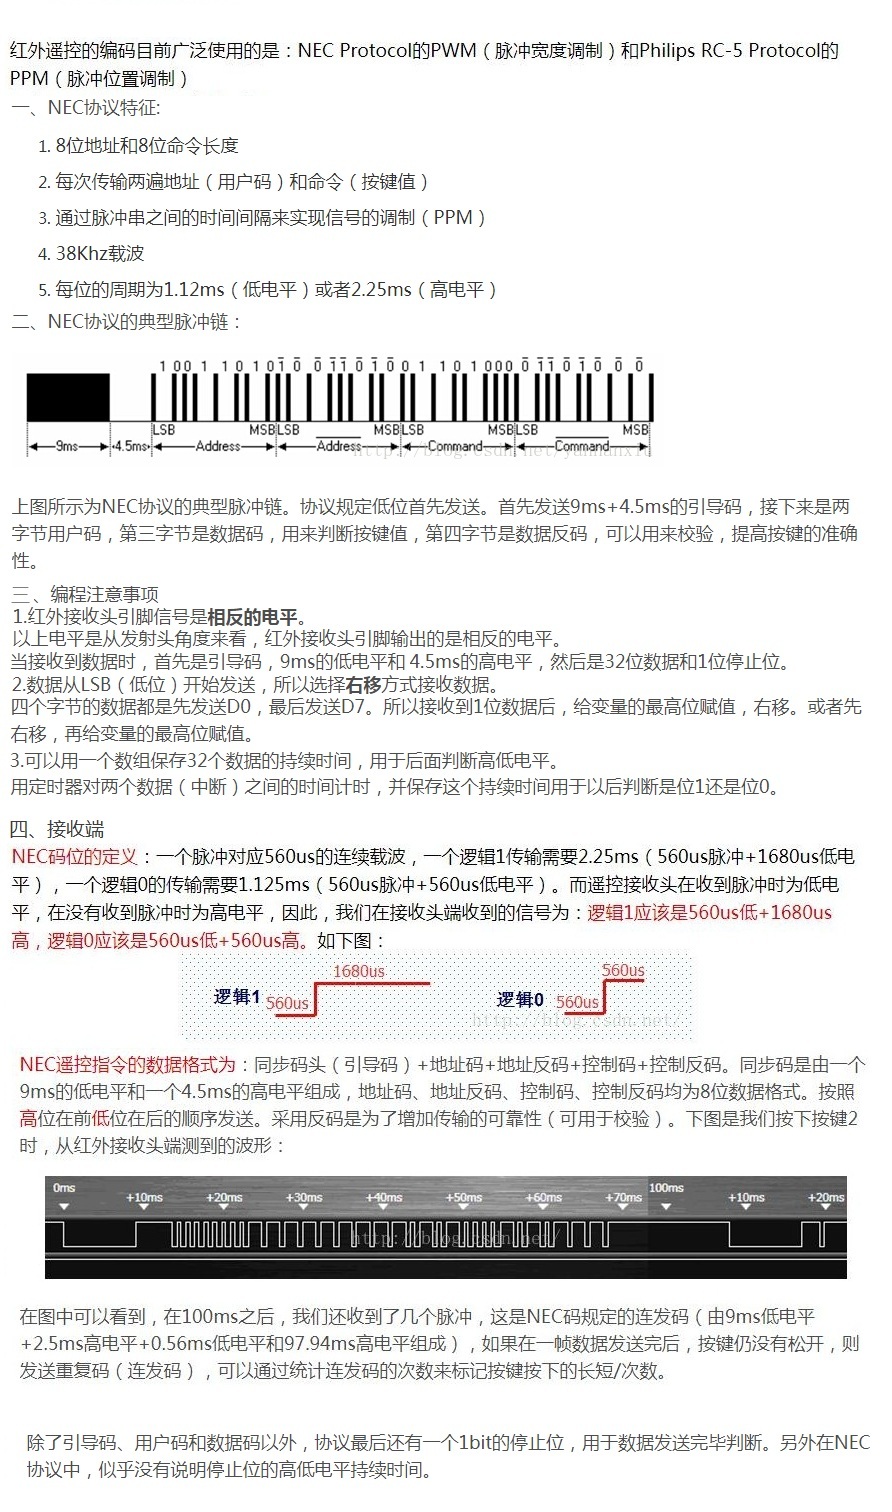 红外遥控的编码目前广泛使用的是：NEC Protocol的PWM（脉冲宽度调制）和Philips RC-5 Protocol的
PPM（脉冲位置调制）
一、NEC协议特征:
1. 8位地址和8位命令长度
2. 每次传输两遍地址（用户码）和命令（按键值）
3. 通过脉冲串之间的时间间隔来实现信号的调制（PPM）
4. 38Khz载波
5. 每位的周期为1.12ms（低电平）或者2.25ms（高电平）
二、NEC协议的典型脉冲链：
1 0 0 1 1 0 1 0 1 0 0 1 1 0 1 0 0 1 1 0 1 0 0 0 0 1 1 0 1 0 0 0
LSB MSB LSB MSB LSB MSB LSB MSB
9ms 4.5ms Address Address Command Command
http://blog.csdn.net/yunhanxi
上图所示为NEC协议的典型脉冲链。协议规定低位首先发送。首先发送9ms+4.5ms的引导码，接下来是两
字节用户码，第三字节是数据码，用来判断按键值，第四字节是数据反码，可以用来校验，提高按键的准确
性。
三、编程注意事项
1.红外接收头引脚信号是相反的电平。
以上电平是从发射头角度来看，红外接收头引脚输出的是相反的电平。
当接收到数据时，首先是引导码，9ms的低电平和 4.5ms的高电平，然后是32位数据和1位停止位。
2.数据从LSB（低位）开始发送，所以选择右移方式接收数据。
四个字节的数据都是先发送D0，最后发送D7。所以接收到1位数据后，给变量的最高位赋值，右移。或者先
右移，再给变量的最高位赋值。
3.可以用一个数组保存32个数据的持续时间，用于后面判断高低电平。
用定时器对两个数据（中断）之间的时间计时，并保存这个持续时间用于以后判断是位1还是位0。
四、接收端
NEC码位的定义：一个脉冲对应560us的连续载波，一个逻辑1传输需要2.25ms（560us脉冲+1680us低电
平），一个逻辑0的传输需要1.125ms（560us脉冲+560us低电平）。而遥控接收头在收到脉冲时为低电
平，在没有收到脉冲时为高电平，因此，我们在接收头端收到的信号为：逻辑1应该是560us低+1680us
高，逻辑0应该是560us低+560us高。如下图：
1680us 560us
逻辑1 560us 逻辑0 560us
http://blog.csdn.net/
NEC遥控指令的数据格式为：同步码头（引导码）+地址码+地址反码+控制码+控制反码。同步码是由一个
9ms的低电平和一个4.5ms的高电平组成，地址码、地址反码、控制码、控制反码均为8位数据格式。按照
高位在前低位在后的顺序发送。采用反码是为了增加传输的可靠性（可用于校验）。下图是我们按下按键2
时，从红外接收头端测到的波形：
0ms +10ms +20ms +30ms +40ms +50ms +60ms +70ms 100ms +10ms +20ms
http://blog.csdn.net/
在图中可以看到，在100ms之后，我们还收到了几个脉冲，这是NEC码规定的连发码（由9ms低电平
+2.5ms高电平+0.56ms低电平和97.94ms高电平组成），如果在一帧数据发送完后，按键仍没有松开，则
发送重复码（连发码），可以通过统计连发码的次数来标记按键按下的长短/次数。
除了引导码、用户码和数据码以外，协议最后还有一个1bit的停止位，用于数据发送完毕判断。另外在NEC
协议中，似乎没有说明停止位的高低电平持续时间。